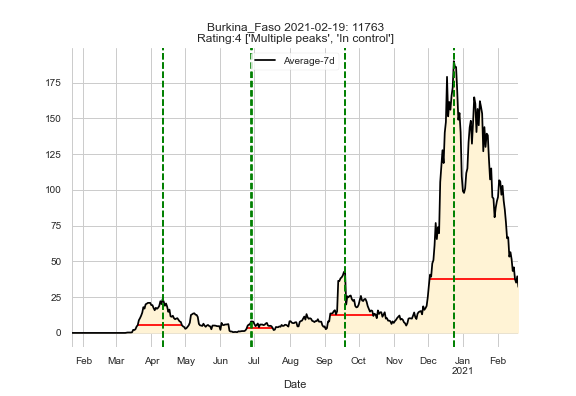 Burkina_Faso 2021-02-19: 11763
Rating:4 ['Multiple peaks', 'In control']
Average-7d
175
150
125
100
75
50
25
0
Feb Mar Apr May Jun Jul Aug Sep Oct Nov Dec Jan Feb
2021
Date